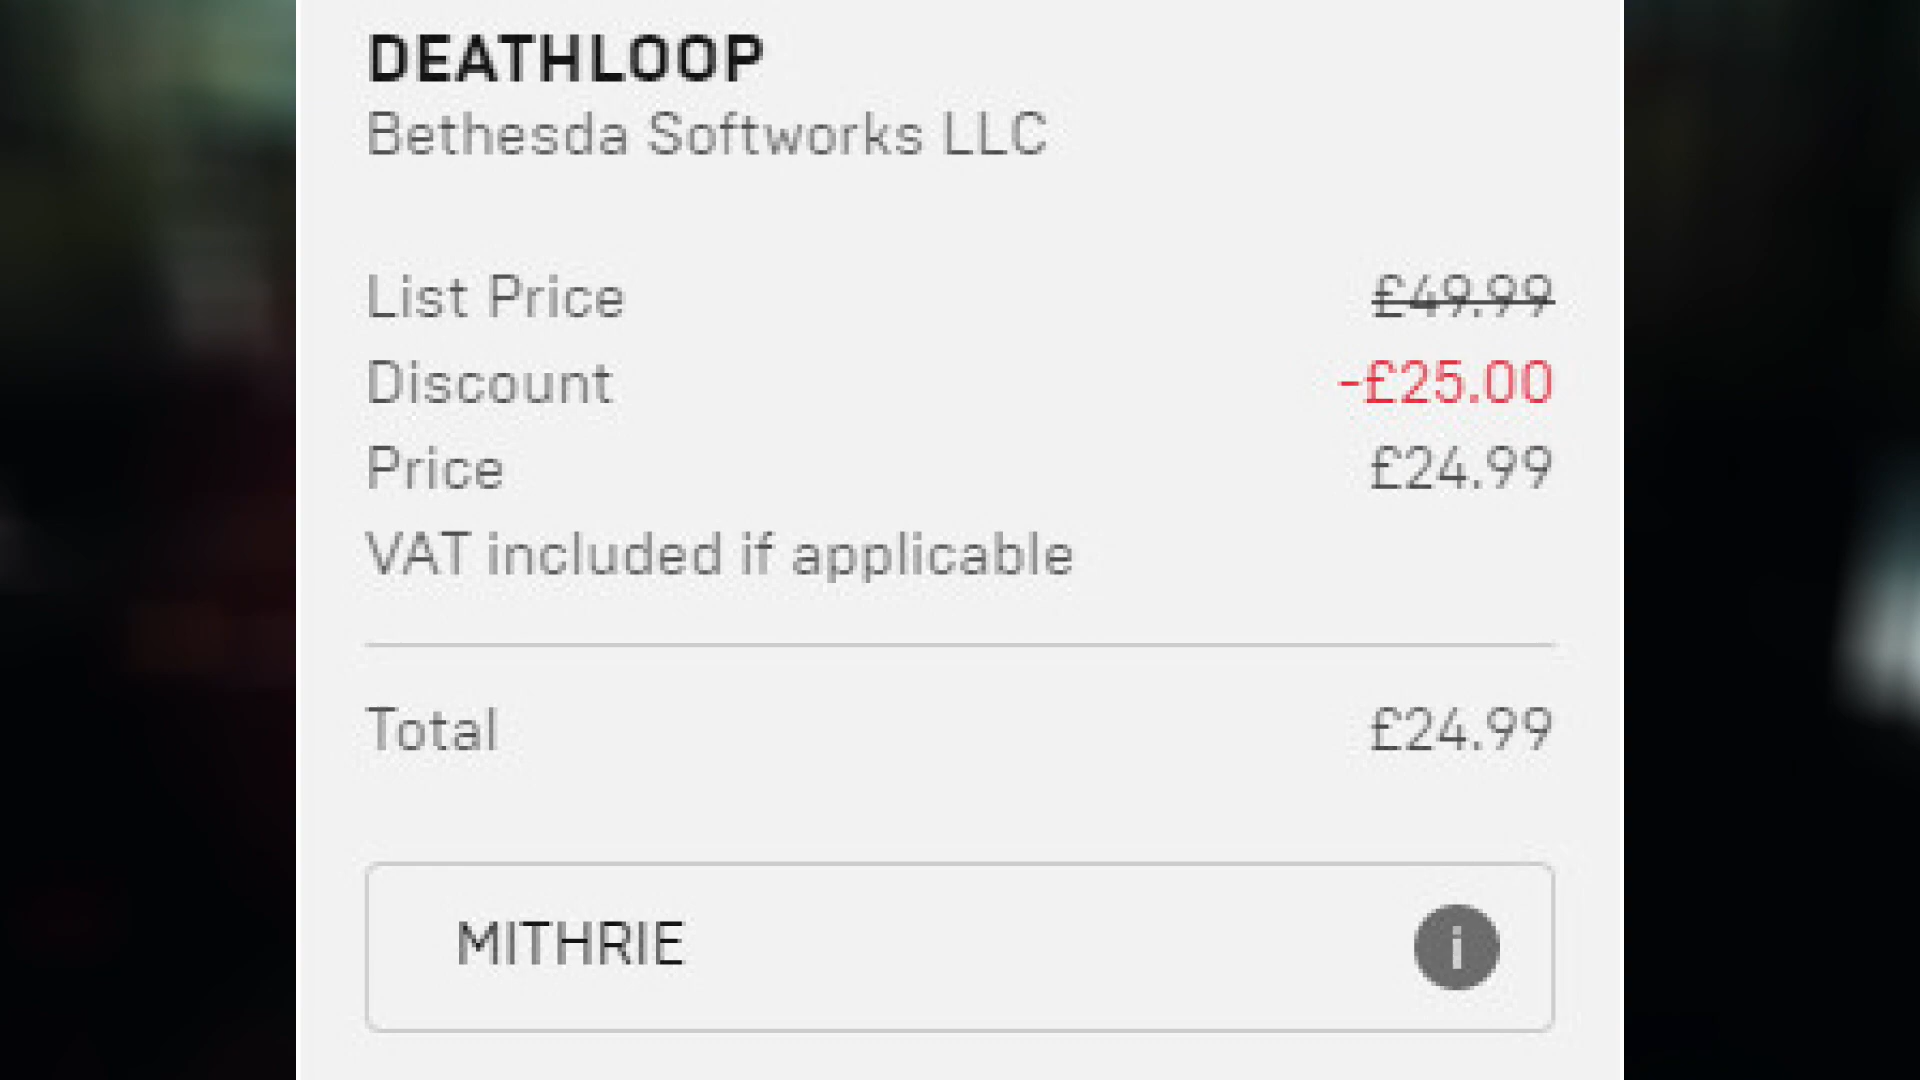 DEATHLOOP
Bethesda Softworks LLC
List Price £49.99
Discount -£25.00
Price £24.99
VAT included if applicable
Total £24.99
MITHRIE i